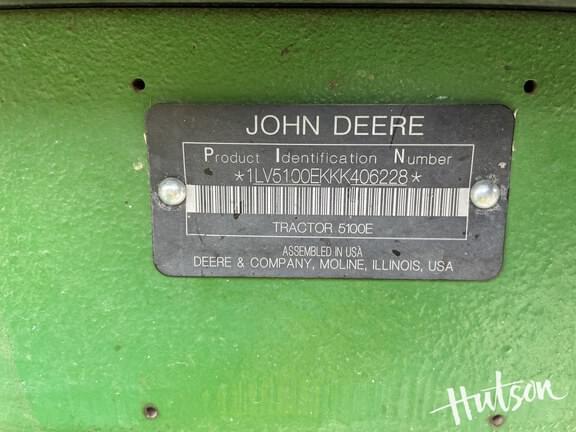 JOHN DEERE
Product Identification Number
*1LV5100EKKK406228*
TRACTOR 5100E
ASSEMBLED IN USA
DEERE & COMPANY, MOLINE, ILLINOIS, USA
Hutson